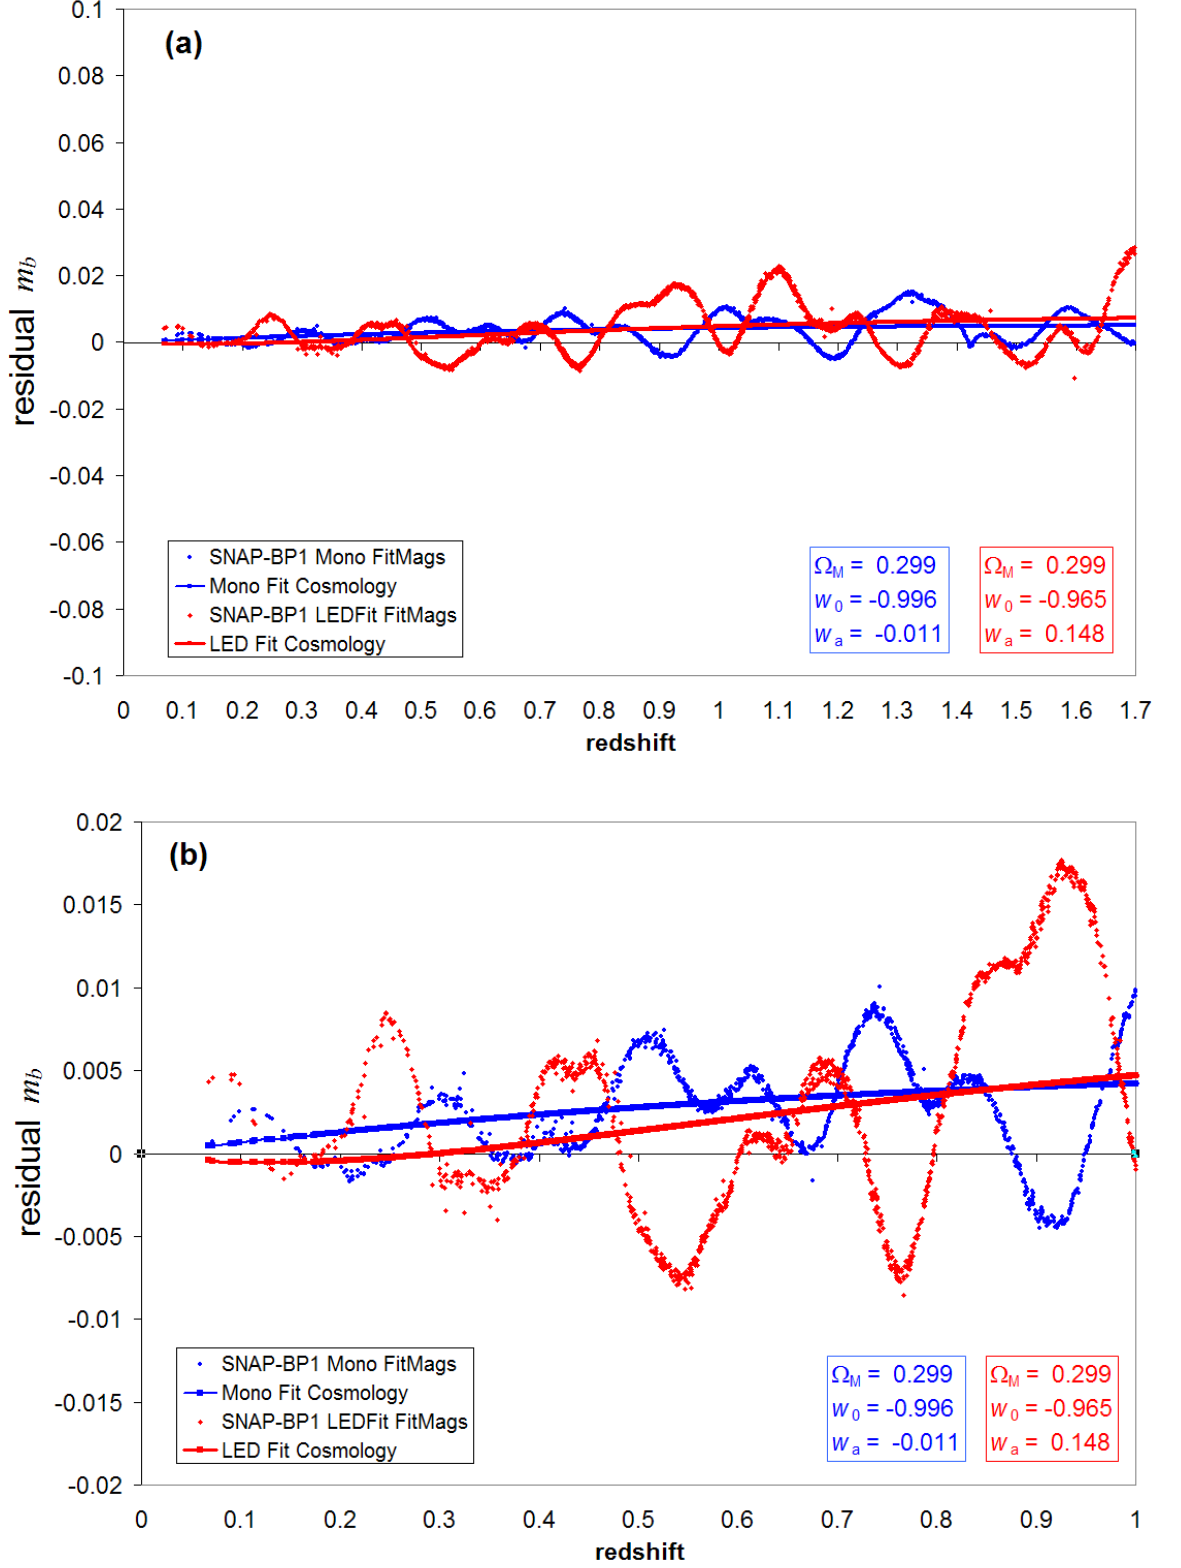 (a)
0.1
0.08
0.06
0.04
0.02
0
-0.02
-0.04
-0.06
-0.08
-0.1
residual m_b
SNAP-BP1 Mono FitMags
Mono Fit Cosmology
SNAP-BP1 LEDFit FitMags
LED Fit Cosmology
Ω_M = 0.299
w_0 = -0.996
w_a = -0.011
Ω_M = 0.299
w_0 = -0.965
w_a = 0.148
0 0.1 0.2 0.3 0.4 0.5 0.6 0.7 0.8 0.9 1 1.1 1.2 1.3 1.4 1.5 1.6 1.7
redshift
(b)
0.02
0.015
0.01
0.005
0
-0.005
-0.01
-0.015
-0.02
residual m_b
SNAP-BP1 Mono FitMags
Mono Fit Cosmology
SNAP-BP1 LEDFit FitMags
LED Fit Cosmology
Ω_M = 0.299
w_0 = -0.996
w_a = -0.011
Ω_M = 0.299
w_0 = -0.965
w_a = 0.148
0 0.1 0.2 0.3 0.4 0.5 0.6 0.7 0.8 0.9 1
redshift